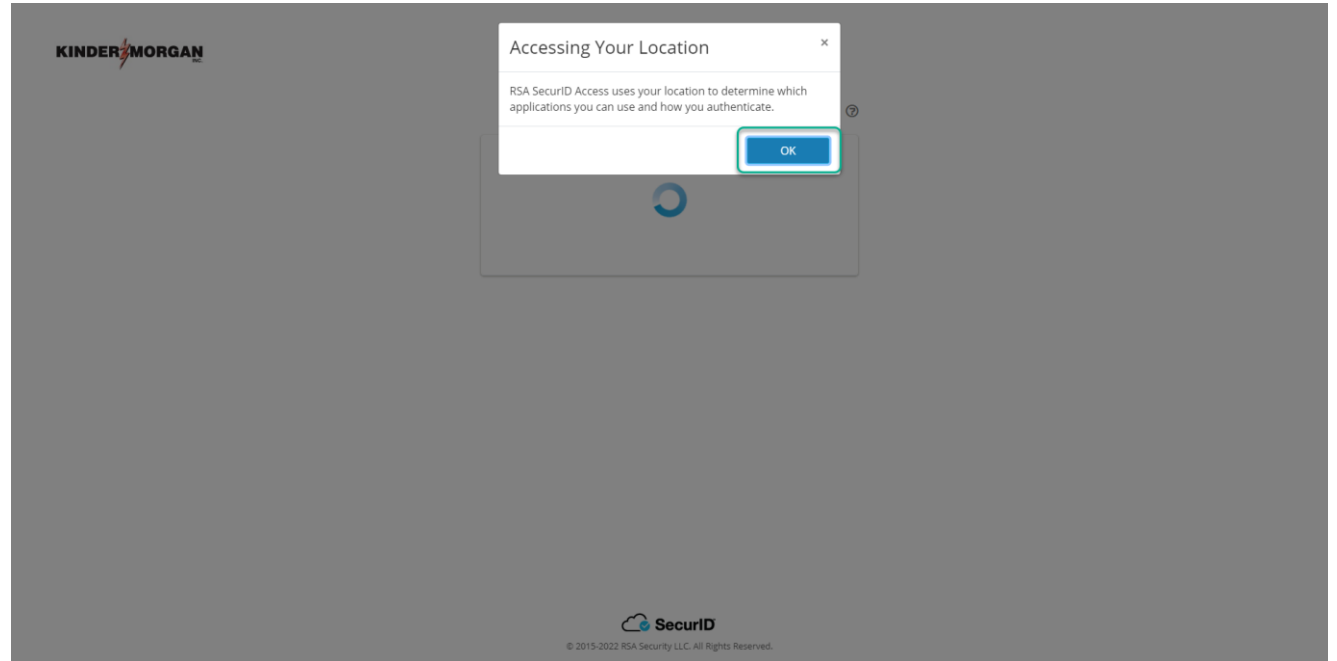 KINDER MORGAN
INC.
Accessing Your Location
×
RSA SecurID Access uses your location to determine which
applications you can use and how you authenticate.
?
OK
SecurID
© 2015-2022 RSA Security LLC. All Rights Reserved.